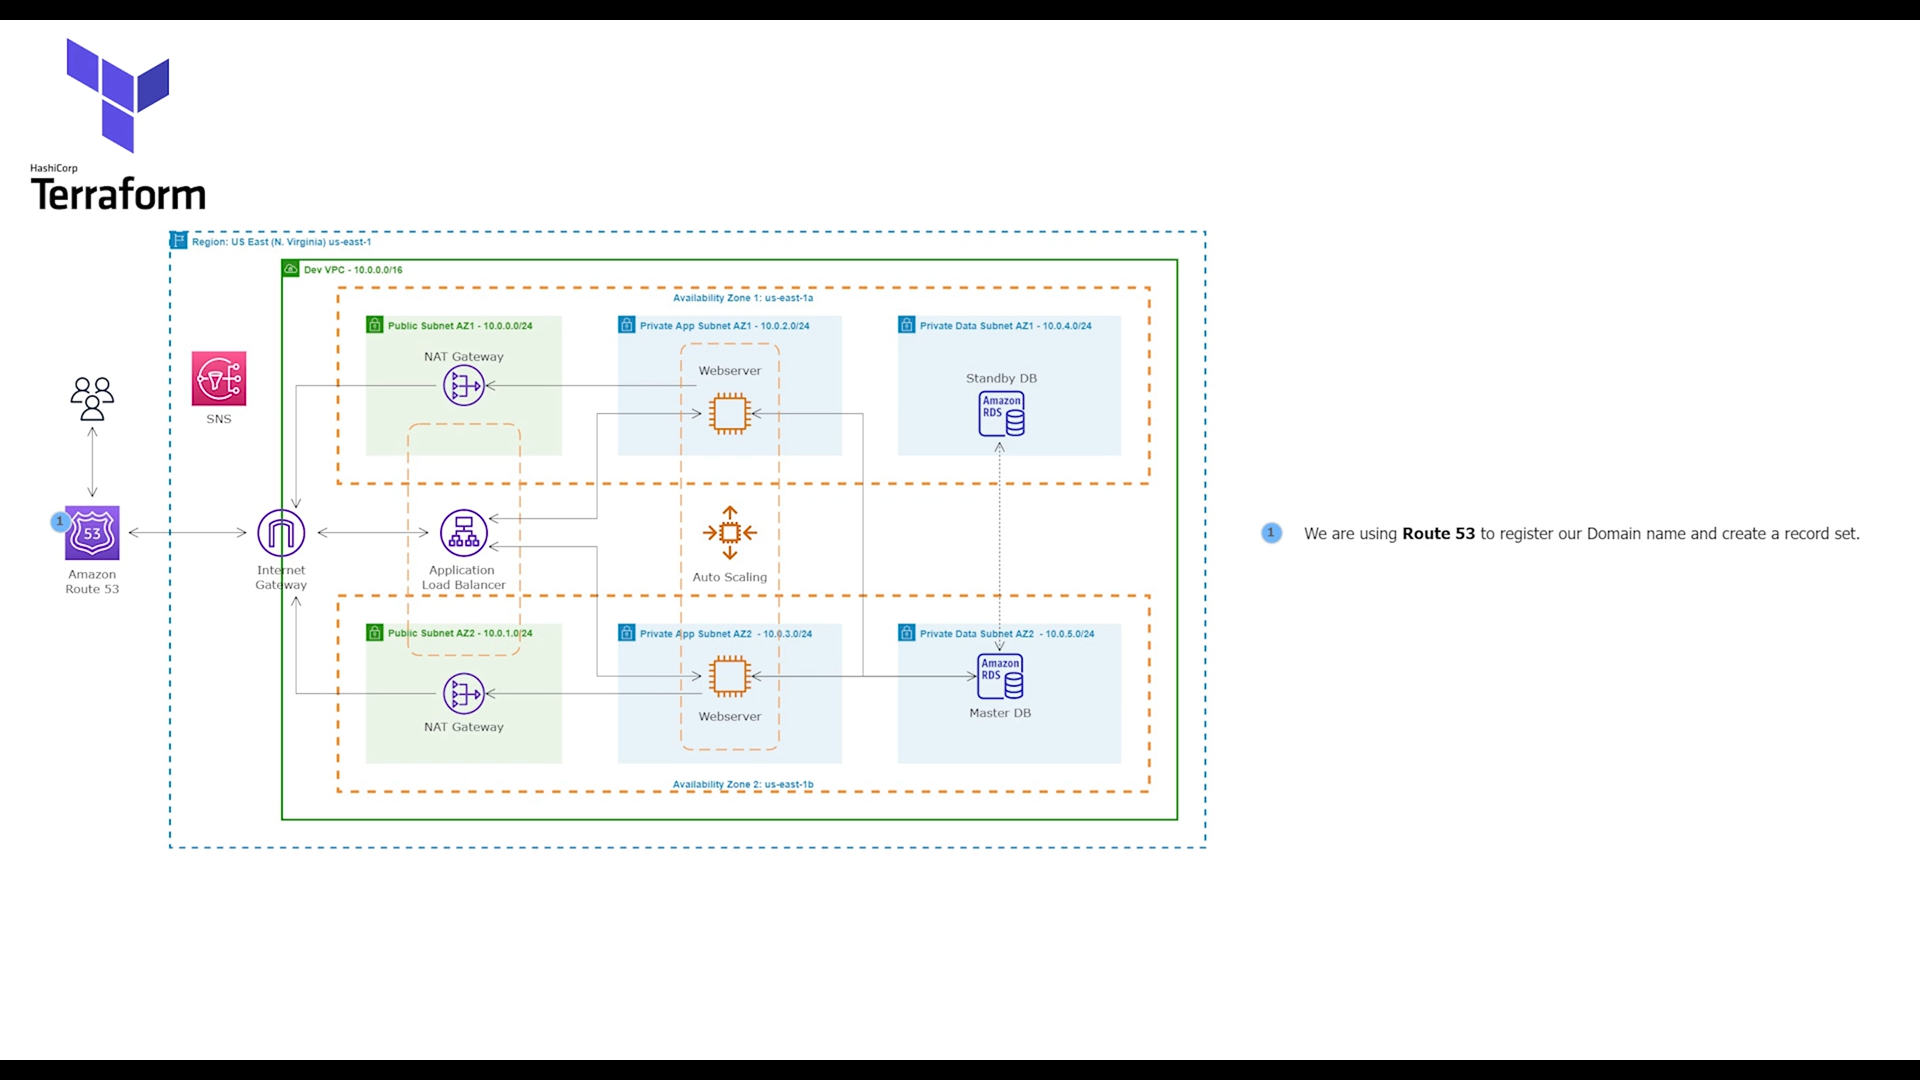 HashiCorp
Terraform
Region: US East (N. Virginia) us-east-1
Dev VPC - 10.0.0.0/16
Availability Zone 1: us-east-1a
Public Subnet AZ1 - 10.0.0.0/24
Private App Subnet AZ1 - 10.0.2.0/24
Private Data Subnet AZ1 - 10.0.4.0/24
NAT Gateway
Webserver
Standby DB
Amazon
RDS
SNS
1
53
Amazon
Route 53
Internet
Gateway
Application
Load Balancer
Auto Scaling
1 We are using Route 53 to register our Domain name and create a record set.
Public Subnet AZ2 - 10.0.1.0/24
Private App Subnet AZ2 - 10.0.3.0/24
Private Data Subnet AZ2 - 10.0.5.0/24
Amazon
RDS
NAT Gateway
Webserver
Master DB
Availability Zone 2: us-east-1b